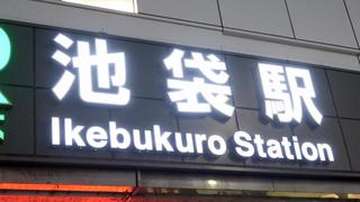 池袋駅
Ikebukuro Station